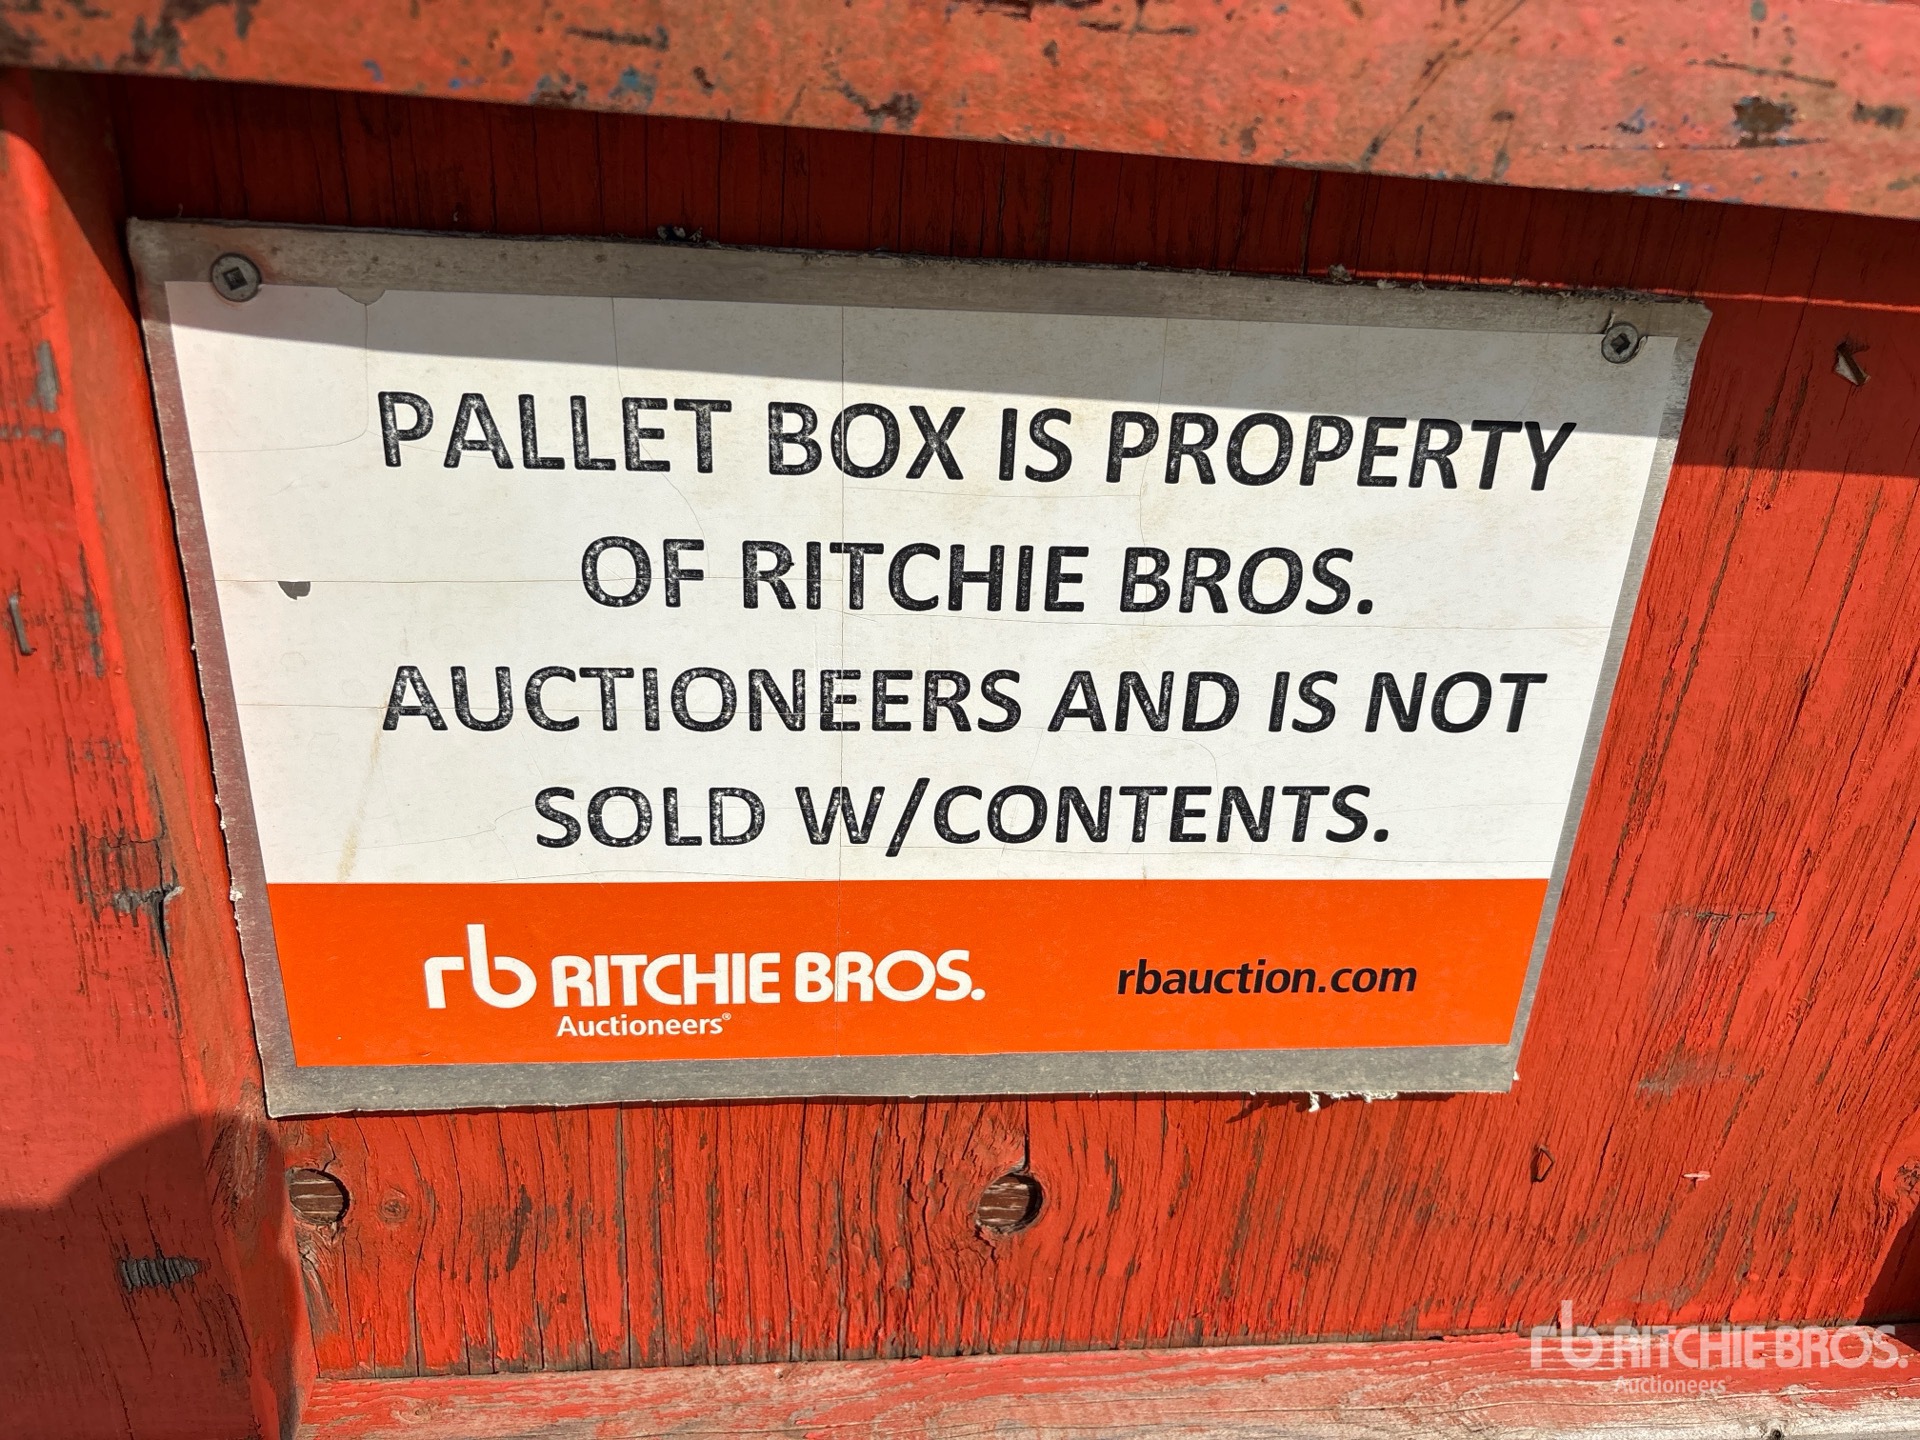 PALLET BOX IS PROPERTY
OF RITCHIE BROS.
AUCTIONEERS AND IS NOT
SOLD W/CONTENTS.
rb RITCHIE BROS.
Auctioneers®
rbauction.com
rb RITCHIE BROS.
Auctioneers